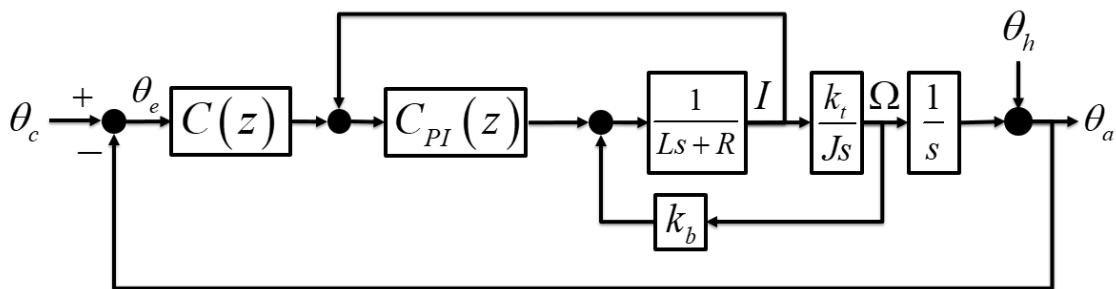 θ_h
θ_c + − θ_e C(z) C_PI(z) 1/(Ls + R) I k_t/(Js) Ω 1/s θ_a
k_b